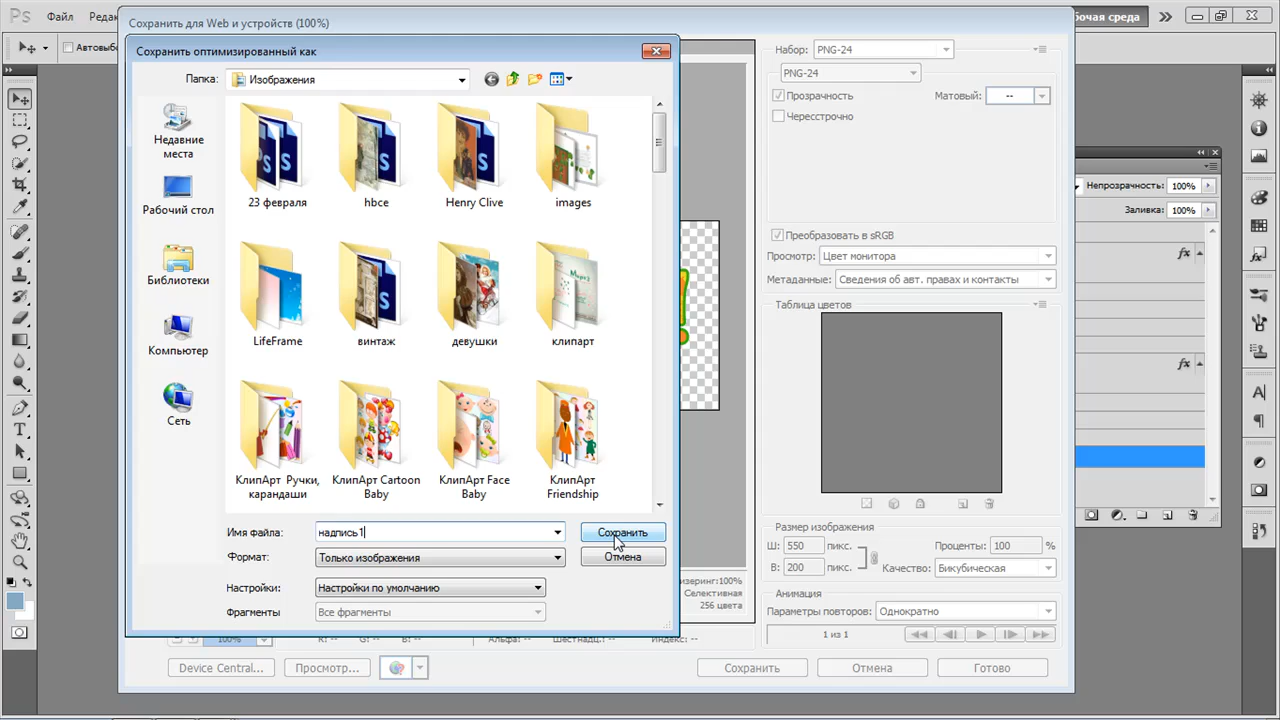 Ps Файл Редак
бочая среда
Сохранить для Web и устройств (100%)
Автовыбо
Сохранить оптимизированный как
Папка: Изображения
Недавние места
Рабочий стол
Библиотеки
Компьютер
Сеть
23 февраля
hbce
Henry Clive
images
LifeFrame
винтаж
девушки
клипарт
КлипАрт Ручки, карандаши
КлипАрт Cartoon Baby
КлипАрт Face Baby
КлипАрт Friendship
Имя файла: надпись 1
Сохранить
Формат: Только изображения
Отмена
Настройки: Настройки по умолчанию
Фрагменты Все фрагменты
Набор: PNG-24
PNG-24
Прозрачность Матовый: --
Чересстрочно
Преобразовать в sRGB
Просмотр: Цвет монитора
Метаданные: Сведения об авт. правах и контакты
Таблица цветов
Размер изображения
Ш: 550 пикс. Проценты: 100 %
В: 200 пикс. Качество: Бикубическая
Анимация
Параметры повторов: Однократно
1 из 1
изеринг:100%
Селективная
256 цвета
100% R: -- G: -- B: -- Альфа: -- Шестнадц.: -- Индекс: --
Device Central... Просмотр...
Сохранить Отмена Готово
Непрозрачность: 100%
Заливка: 100%
fx
fx